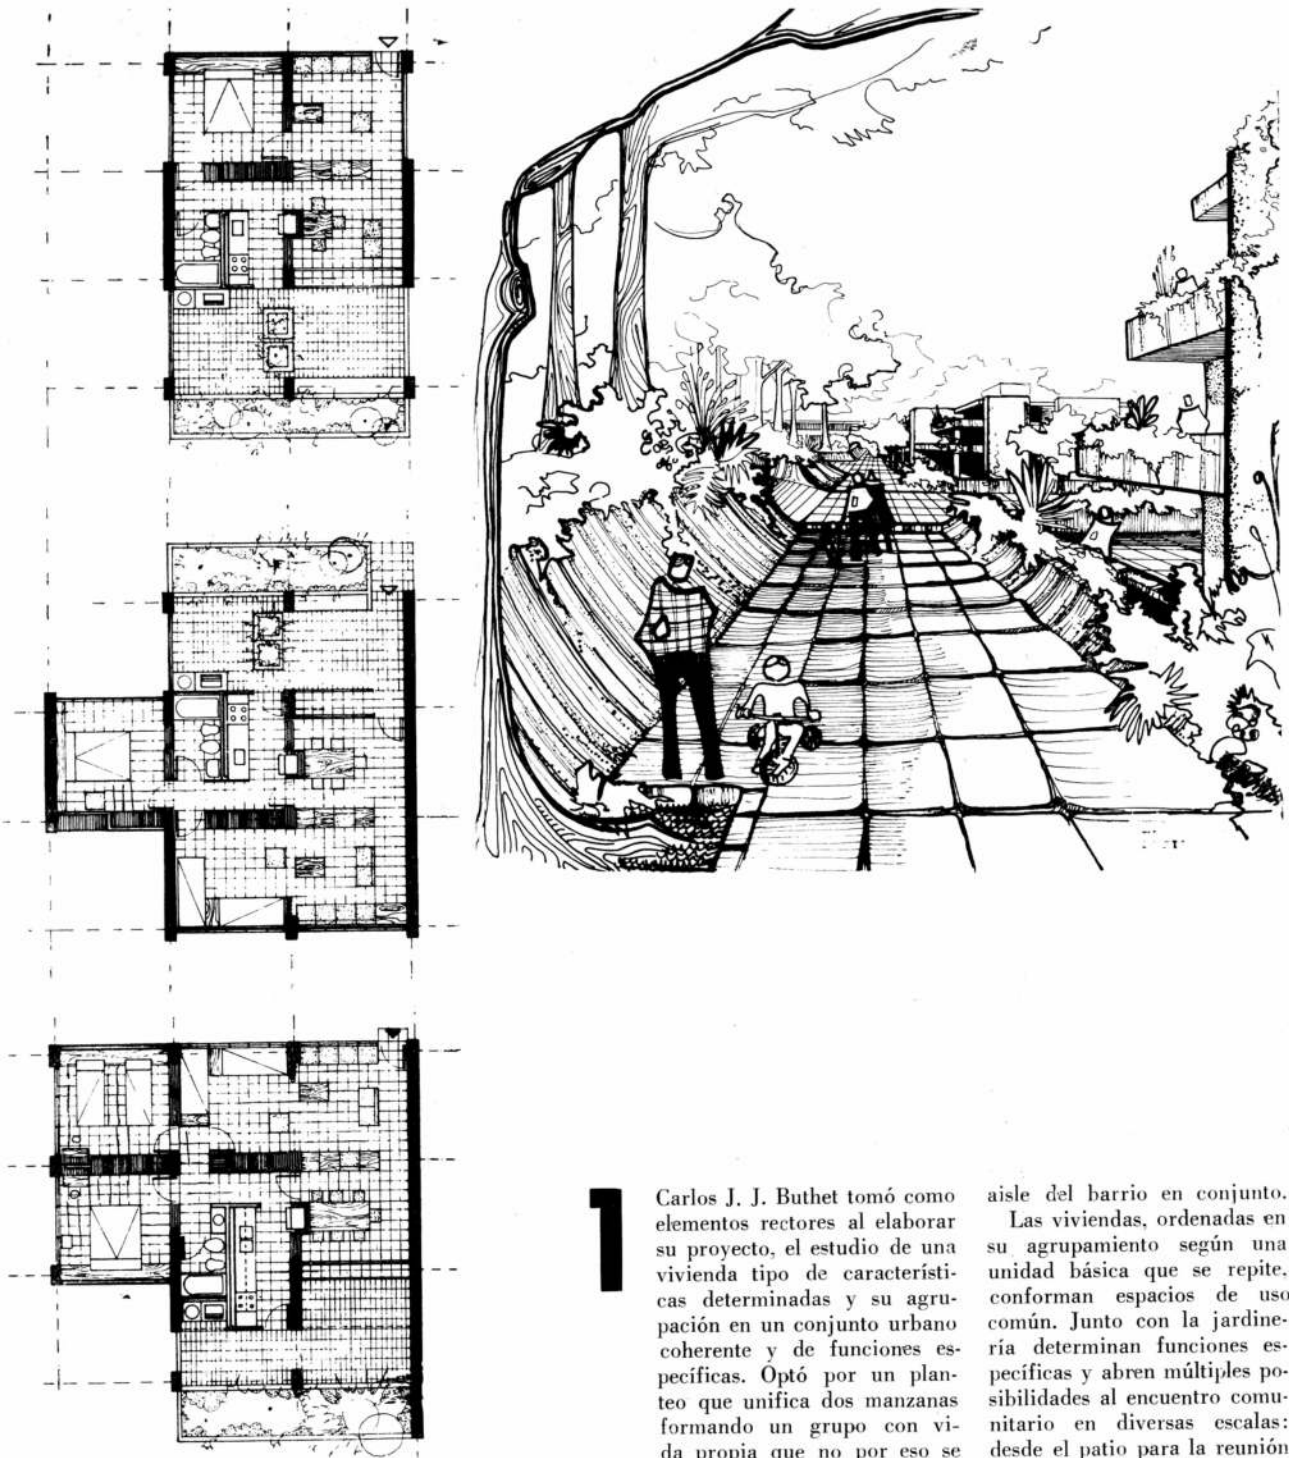 1
Carlos J. J. Buthet tomó como
elementos rectores al elaborar
su proyecto, el estudio de una
vivienda tipo de característi-
cas determinadas y su agru-
pación en un conjunto urbano
coherente y de funciones es-
pecíficas. Optó por un plan-
teo que unifica dos manzanas
formando un grupo con vi-
da propia que no por eso se
aisle del barrio en conjunto.
Las viviendas, ordenadas en
su agrupamiento según una
unidad básica que se repite,
conforman espacios de uso
común. Junto con la jardine-
ría determinan funciones es-
pecíficas y abren múltiples po-
sibilidades al encuentro comu-
nitario en diversas escalas:
desde el patio para la reunión